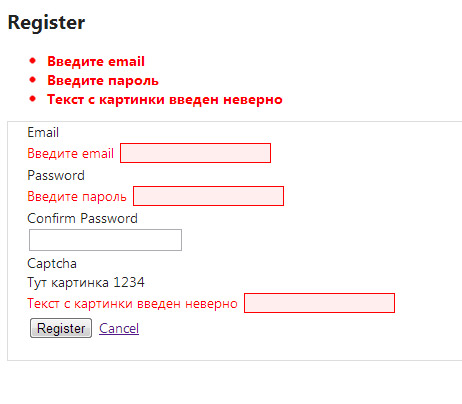 Register
Введите email
Введите пароль
Текст с картинки введен неверно
Email
Введите email
Password
Введите пароль
Confirm Password
Captcha
Тут картинка 1234
Текст с картинки введен неверно
Register Cancel